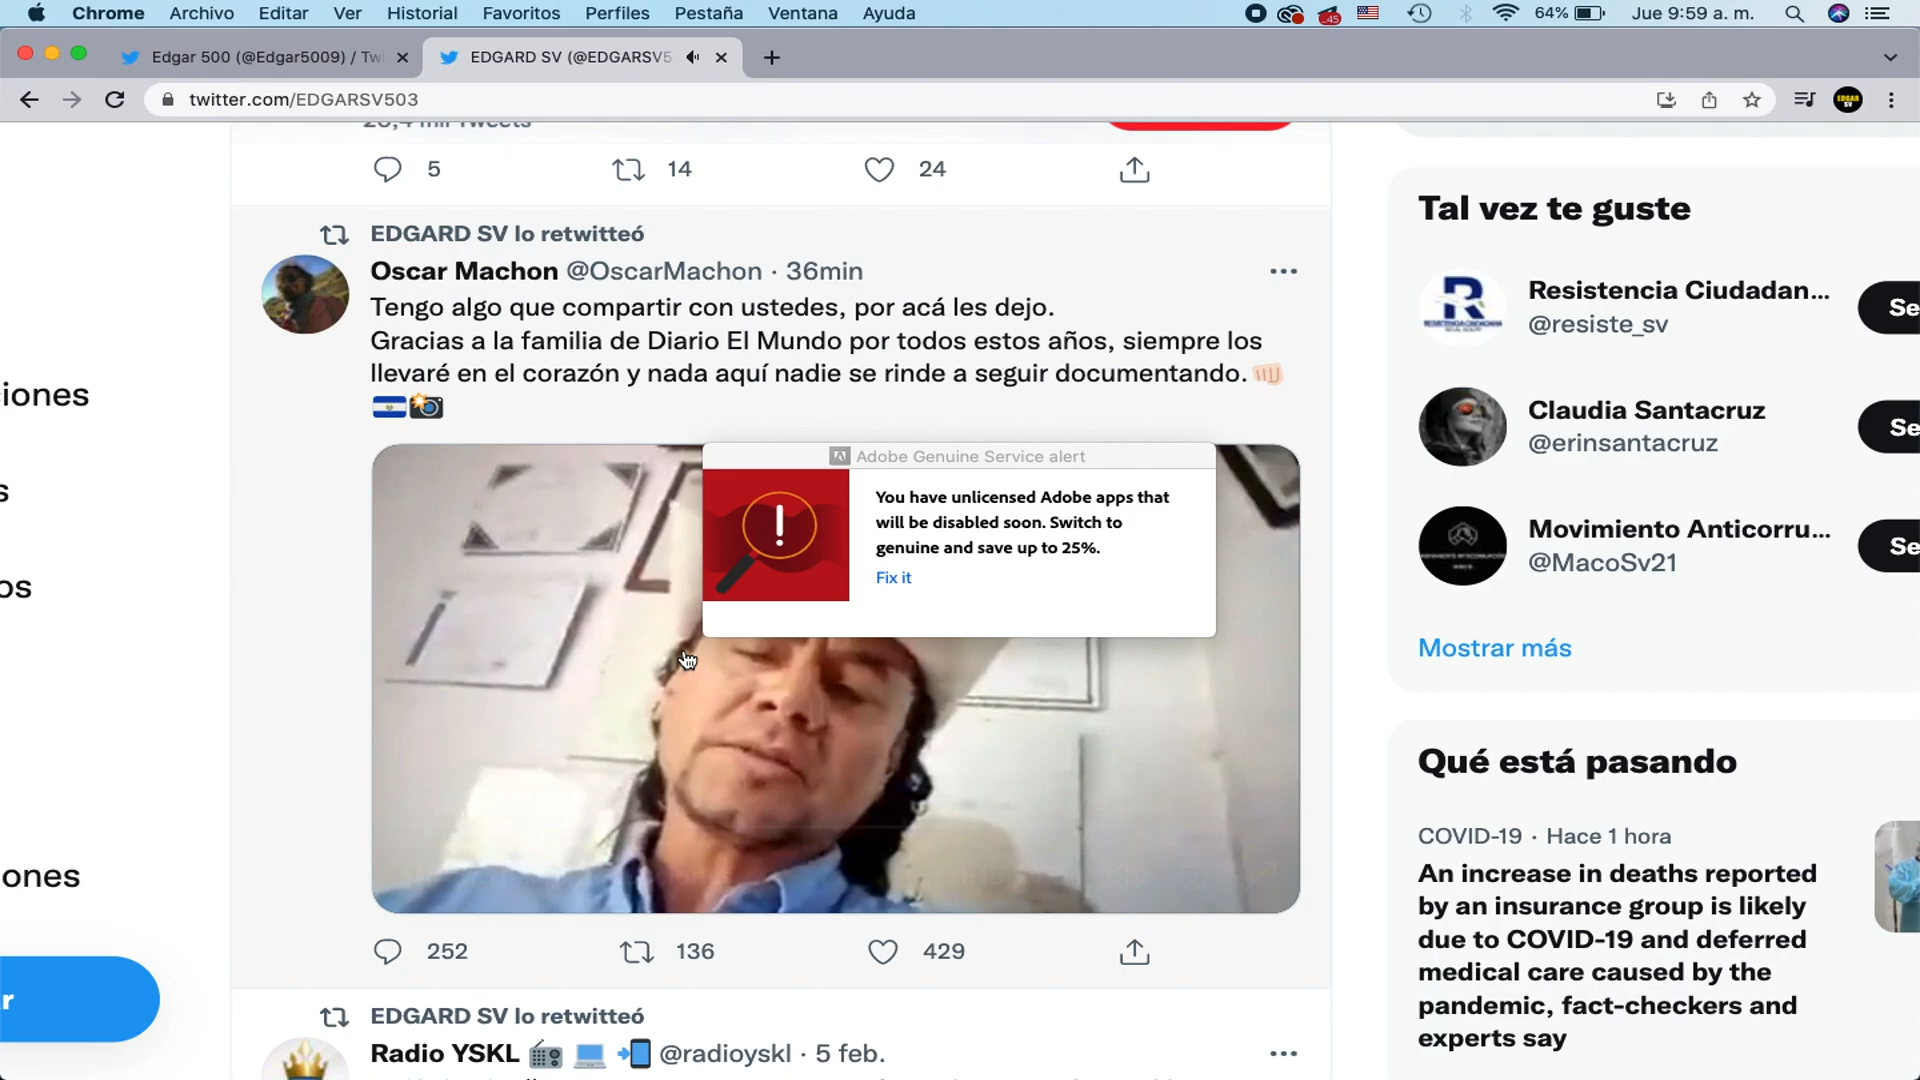 Chrome Archivo Editar Ver Historial Favoritos Perfiles Pestaña Ventana Ayuda
45 64% Jue 9:59 a. m.
Edgar 500 (@Edgar5009) / Tw
EDGARD SV (@EDGARSV5
twitter.com/EDGARSV503
EDGAR
SV
5 14 24
EDGARD SV lo retwitteó
Oscar Machon @OscarMachon · 36min
Tengo algo que compartir con ustedes, por acá les dejo.
Gracias a la familia de Diario El Mundo por todos estos años, siempre los
llevaré en el corazón y nada aquí nadie se rinde a seguir documentando.
Adobe Genuine Service alert
You have unlicensed Adobe apps that
will be disabled soon. Switch to
genuine and save up to 25%.
Fix it
252 136 429
EDGARD SV lo retwitteó
Radio YSKL @radioyskl · 5 feb.
ciones
s
os
ones
r
Tal vez te guste
Resistencia Ciudadan...
@resiste_sv
Se
Claudia Santacruz
@erinsantacruz
Se
Movimiento Anticorru...
@MacoSv21
Se
Mostrar más
Qué está pasando
COVID-19 · Hace 1 hora
An increase in deaths reported
by an insurance group is likely
due to COVID-19 and deferred
medical care caused by the
pandemic, fact-checkers and
experts say